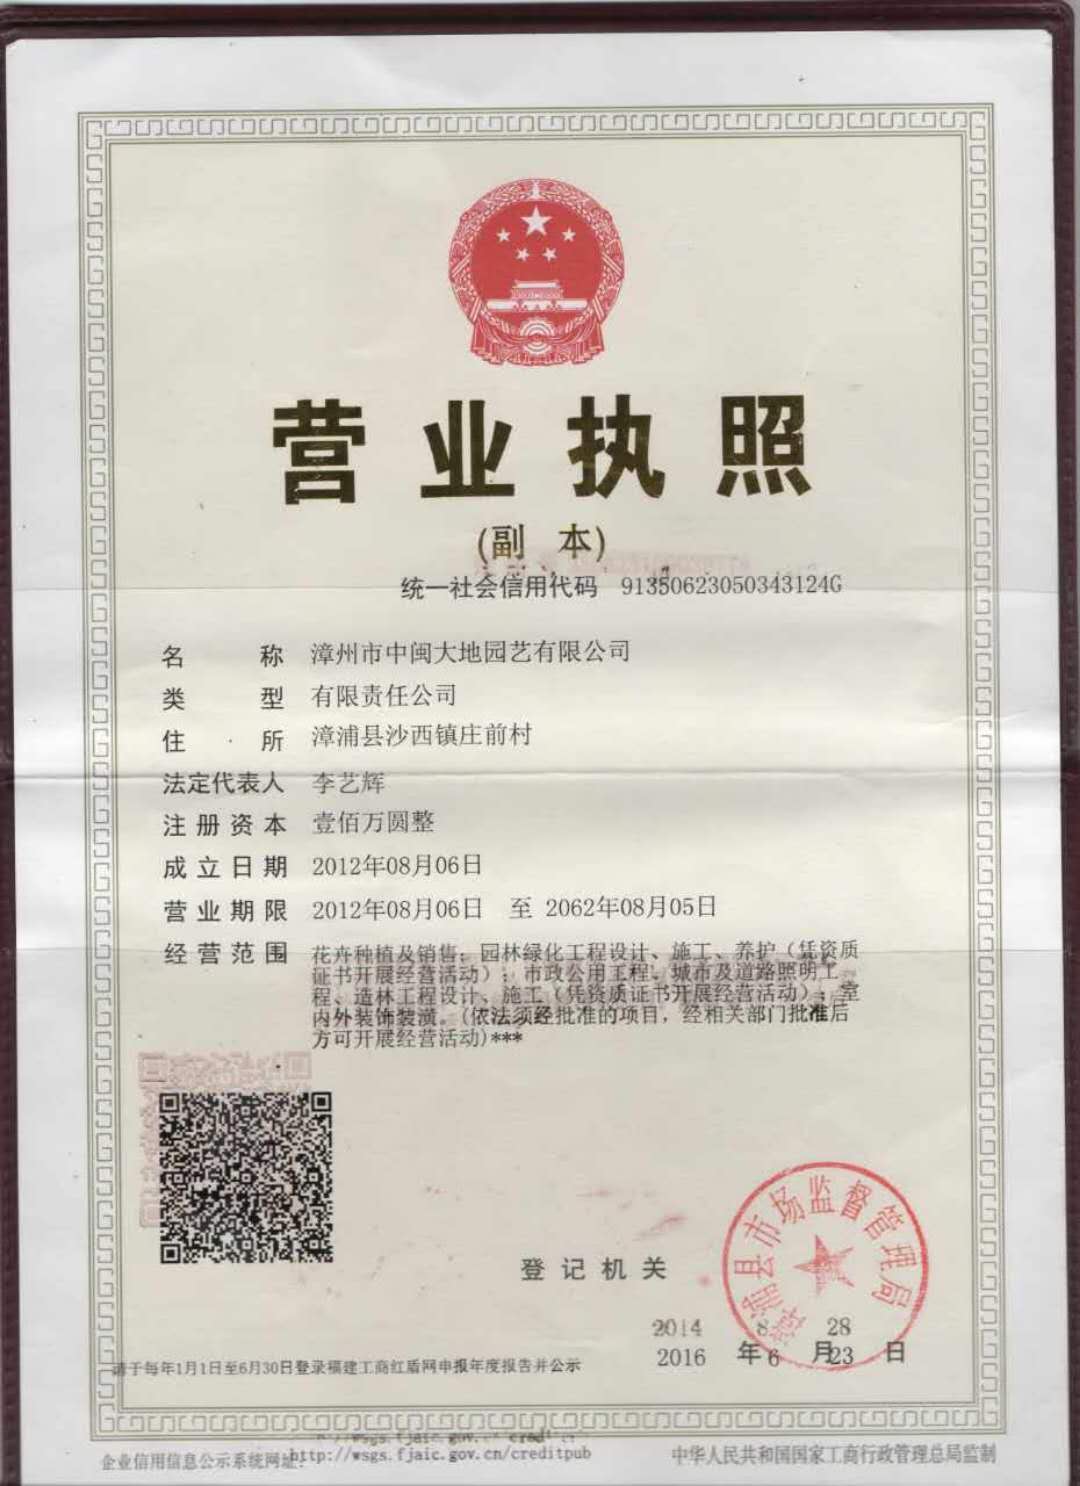 营业执照
(副 本)
统一社会信用代码 91350623050343124G
名 称 漳州市中闽大地园艺有限公司
类 型 有限责任公司
住 所 漳浦县沙西镇庄前村
法定代表人 李艺辉
注册资本 壹佰万圆整
成立日期 2012年08月06日
营业期限 2012年08月06日 至 2062年08月05日
经营范围 花卉种植及销售；园林绿化工程设计、施工、养护（凭资质
证书开展经营活动）；市政公用工程、城市及道路照明工
程、造林工程设计、施工（凭资质证书开展经营活动）；室
内外装饰装潢。(依法须经批准的项目，经相关部门批准后
方可开展经营活动)***
漳浦县市场监督管理局
登记机关
2014 8 28
2016 年 6 月 23 日
请于每年1月1日至6月30日登录福建工商红盾网申报年度报告并公示
企业信用信息公示系统网址：http://wsgs.fjaic.gov.cn/creditpub
中华人民共和国国家工商行政管理总局监制